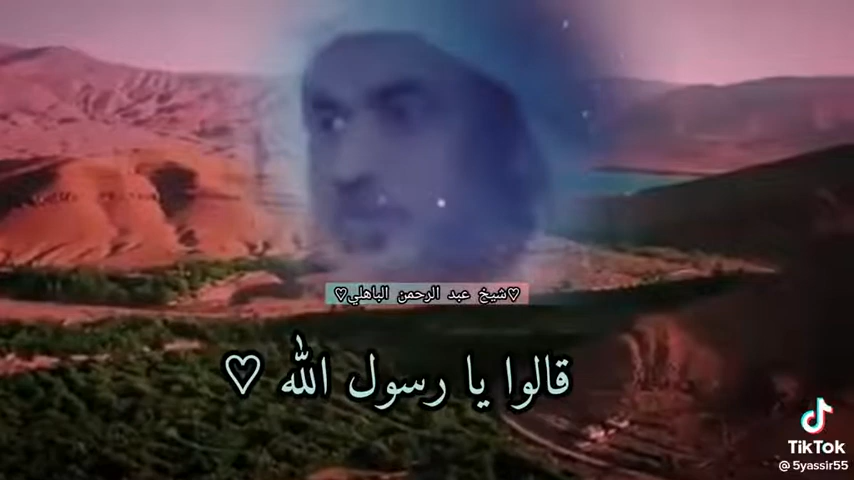 ♡شيخ عبد الرحمن الباهلي♡
قالوا يا رسول الله ♡
TikTok
@ 5yassir55